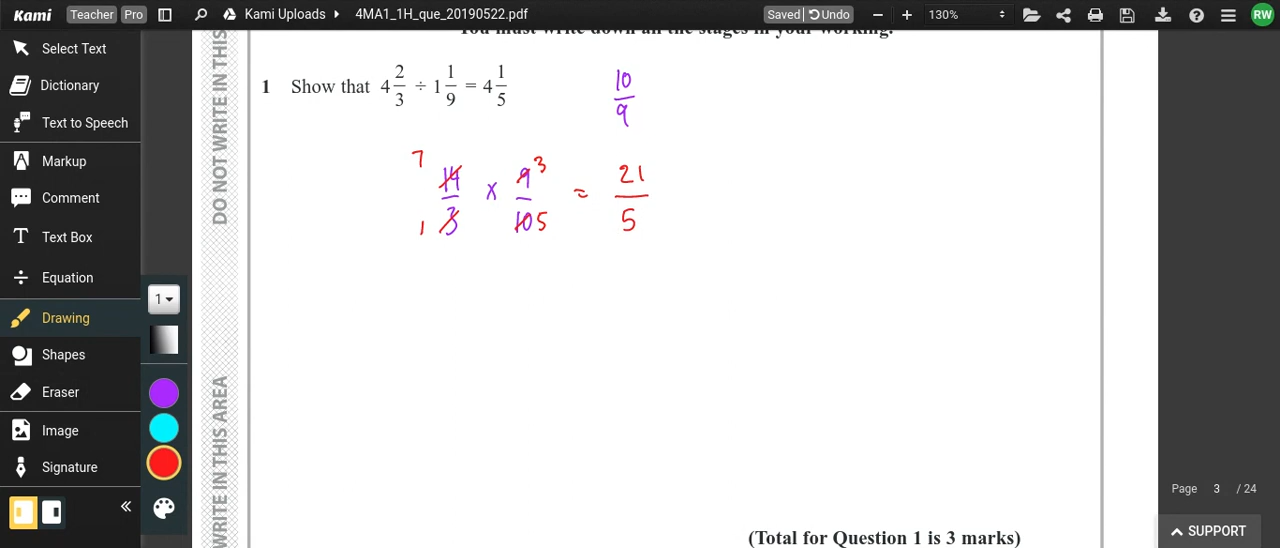 Kami Teacher Pro Kami Uploads 4MA1_1H_que_20190522.pdf Saved Undo 130% RW
Select Text
Dictionary
Text to Speech
Markup
Comment
Text Box
Equation
Drawing
Shapes
Eraser
Image
Signature
1
DO NOT WRITE IN THIS
WRITE IN THIS AREA
You must write down all the stages in your working.
1 Show that 4 2/3 ÷ 1 1/9 = 4 1/5
10/9
7 14/3 1 × 9/10 3 5 = 21/5
(Total for Question 1 is 3 marks)
Page 3 / 24
SUPPORT